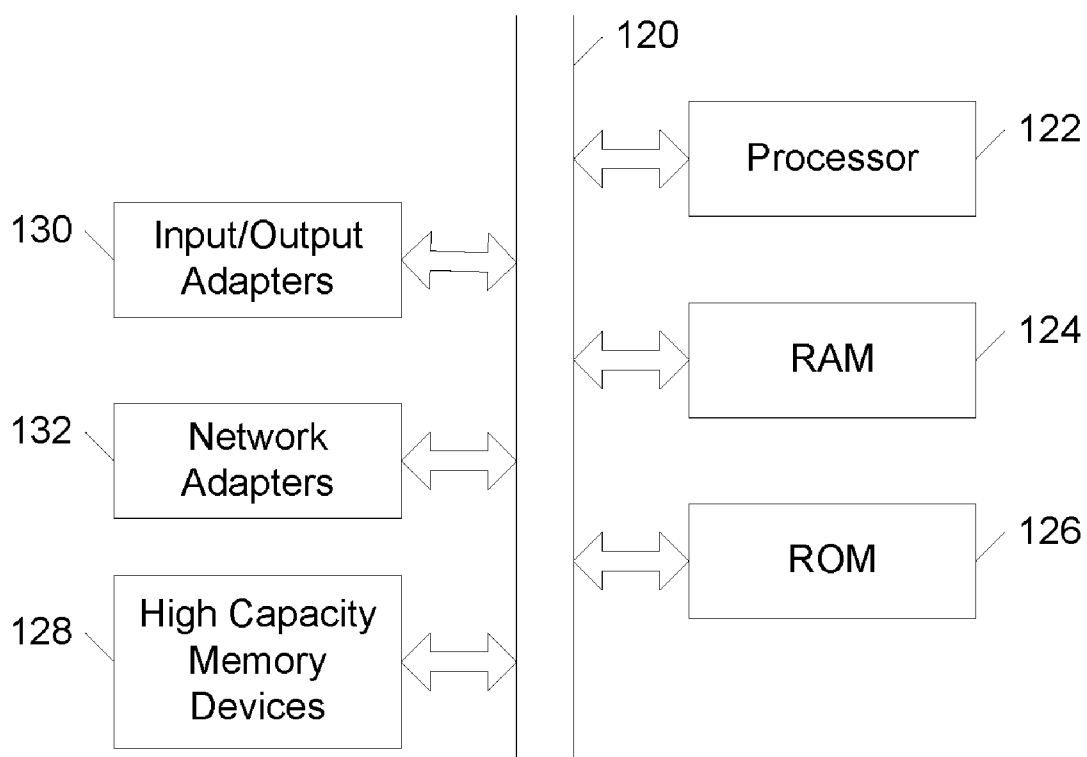 120
Processor
122
130
Input/Output
Adapters
RAM
124
132
Network
Adapters
ROM
126
128
High Capacity
Memory
Devices